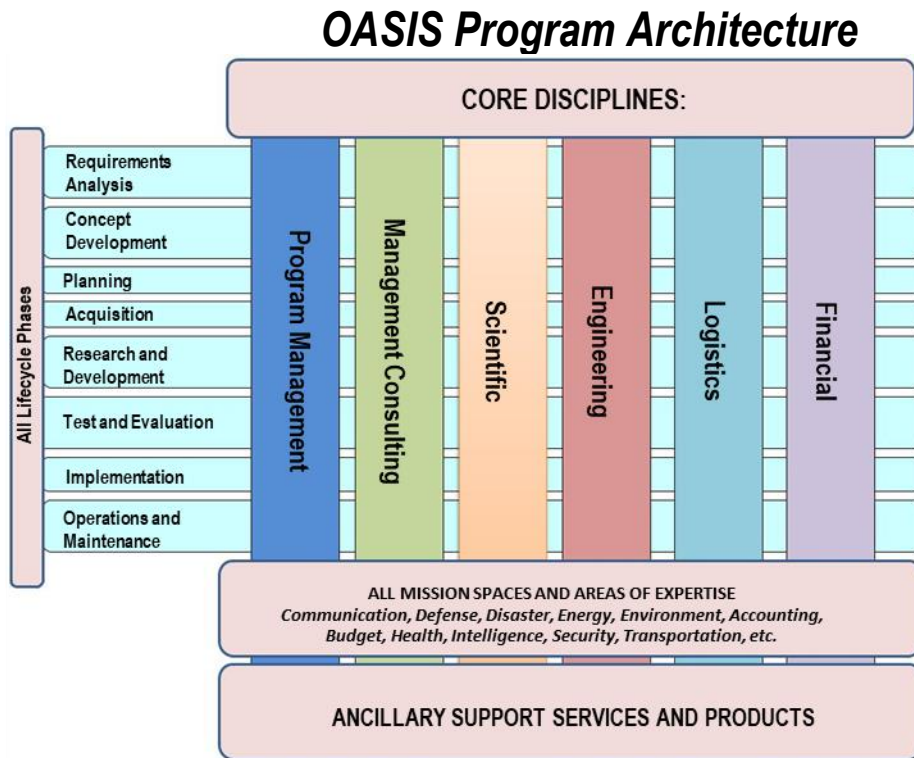 OASIS Program Architecture
CORE DISCIPLINES:
All Lifecycle Phases
Requirements
Analysis
Concept
Development
Planning
Acquisition
Research and
Development
Test and Evaluation
Implementation
Operations and
Maintenance
Program Management
Management Consulting
Scientific
Engineering
Logistics
Financial
ALL MISSION SPACES AND AREAS OF EXPERTISE
Communication, Defense, Disaster, Energy, Environment, Accounting,
Budget, Health, Intelligence, Security, Transportation, etc.
ANCILLARY SUPPORT SERVICES AND PRODUCTS